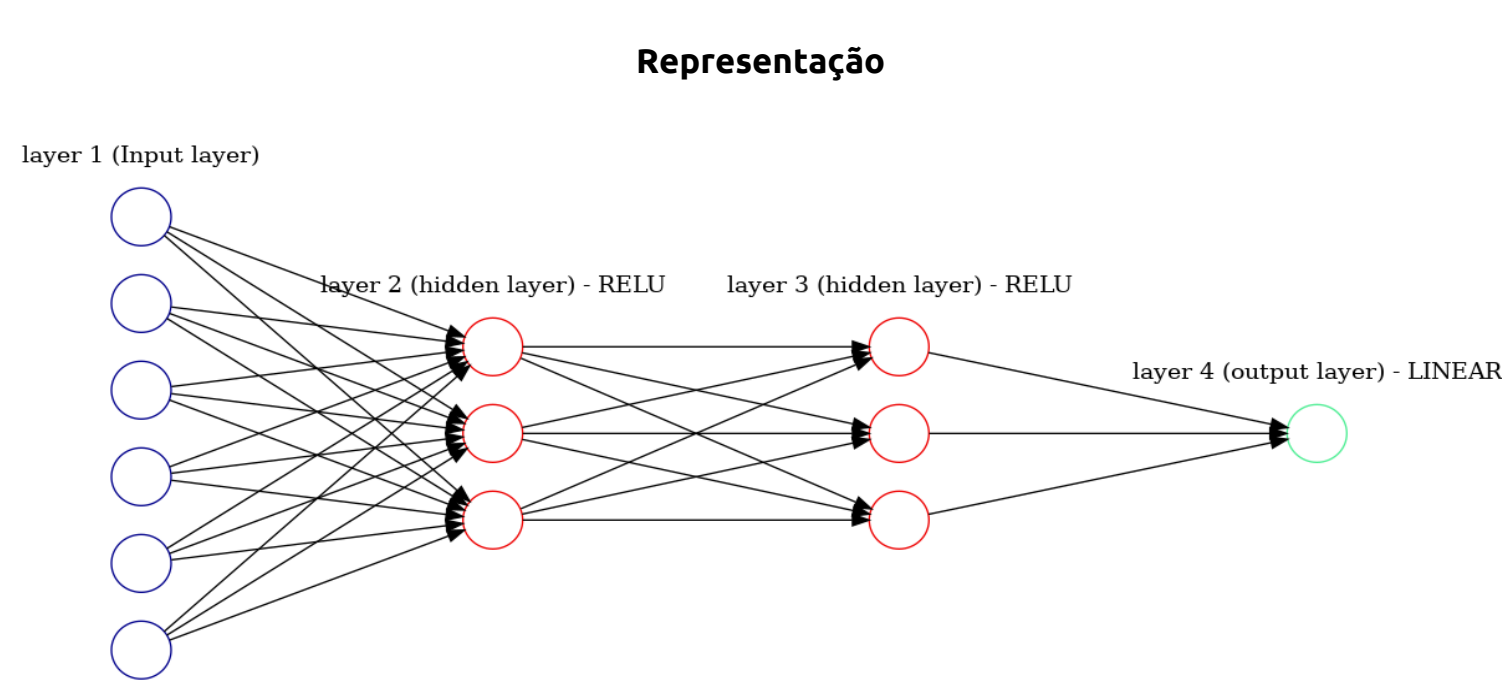 Representação
layer 1 (Input layer)
layer 2 (hidden layer) - RELU
layer 3 (hidden layer) - RELU
layer 4 (output layer) - LINEAR